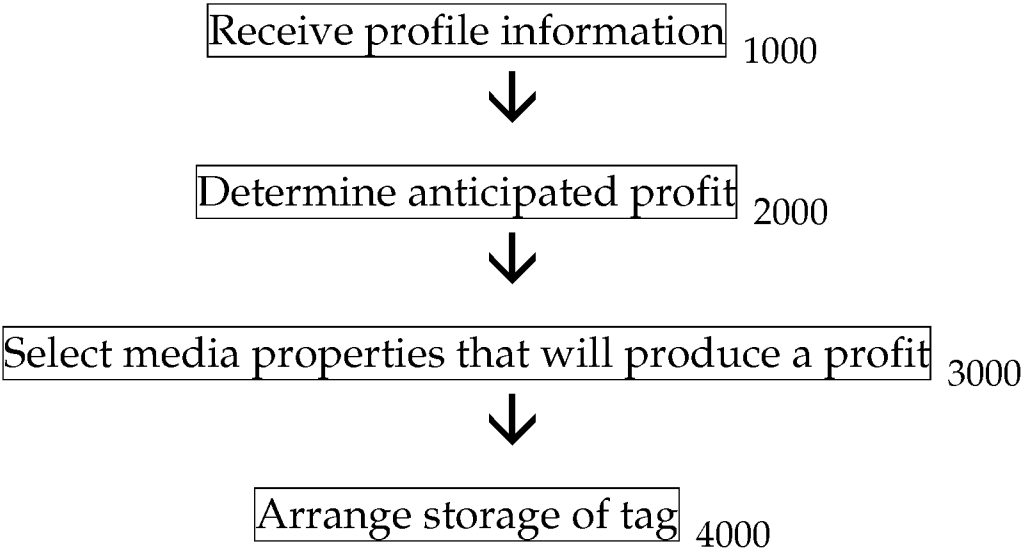 Receive profile information 1000
Determine anticipated profit 2000
Select media properties that will produce a profit 3000
Arrange storage of tag 4000